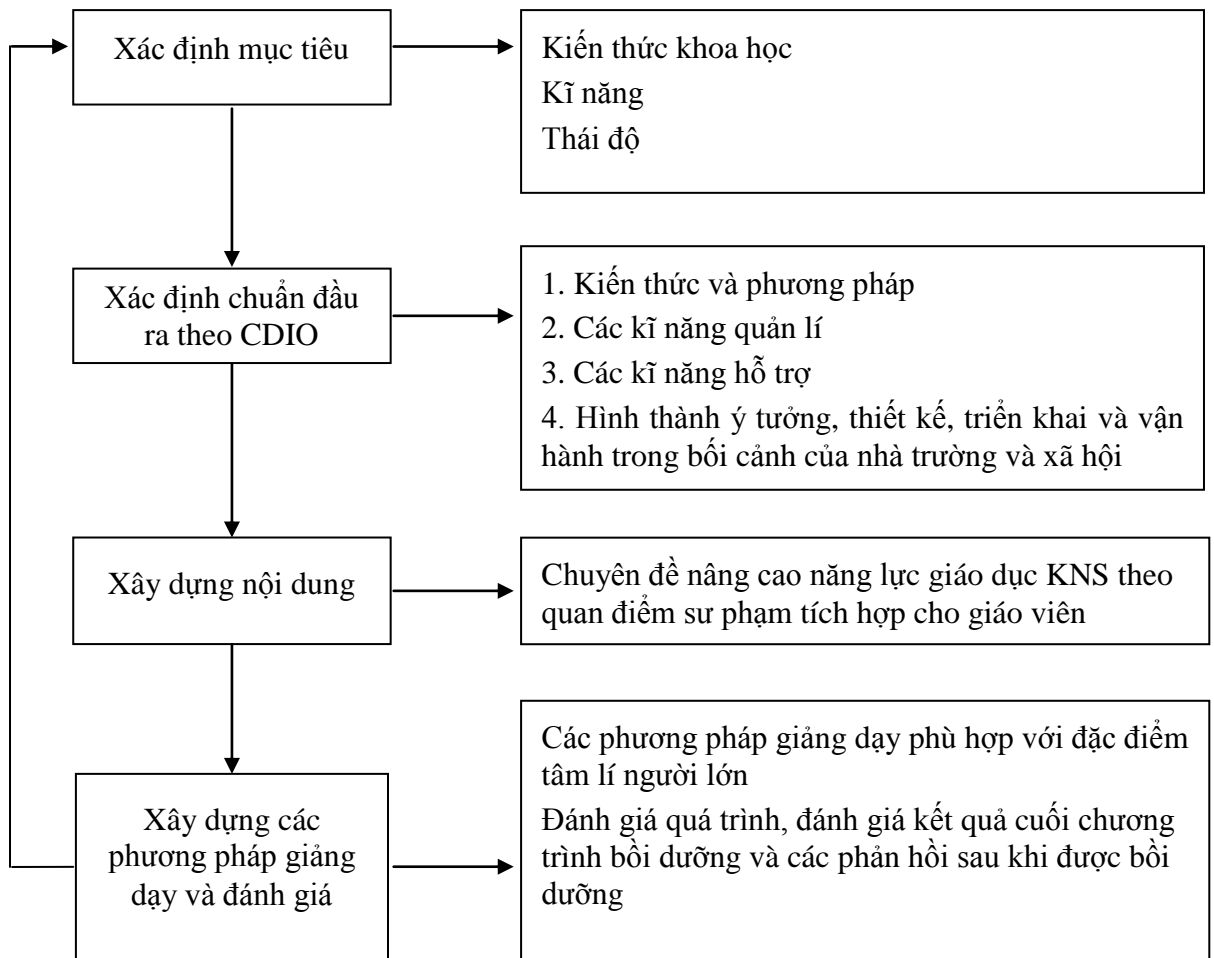 Xác định mục tiêu
Kiến thức khoa học
Kĩ năng
Thái độ
Xác định chuẩn đầu
ra theo CDIO
1. Kiến thức và phương pháp
2. Các kĩ năng quản lí
3. Các kĩ năng hỗ trợ
4. Hình thành ý tưởng, thiết kế, triển khai và vận
hành trong bối cảnh của nhà trường và xã hội
Xây dựng nội dung
Chuyên đề nâng cao năng lực giáo dục KNS theo
quan điểm sư phạm tích hợp cho giáo viên
Xây dựng các
phương pháp giảng
dạy và đánh giá
Các phương pháp giảng dạy phù hợp với đặc điểm
tâm lí người lớn
Đánh giá quá trình, đánh giá kết quả cuối chương
trình bồi dưỡng và các phản hồi sau khi được bồi
dưỡng